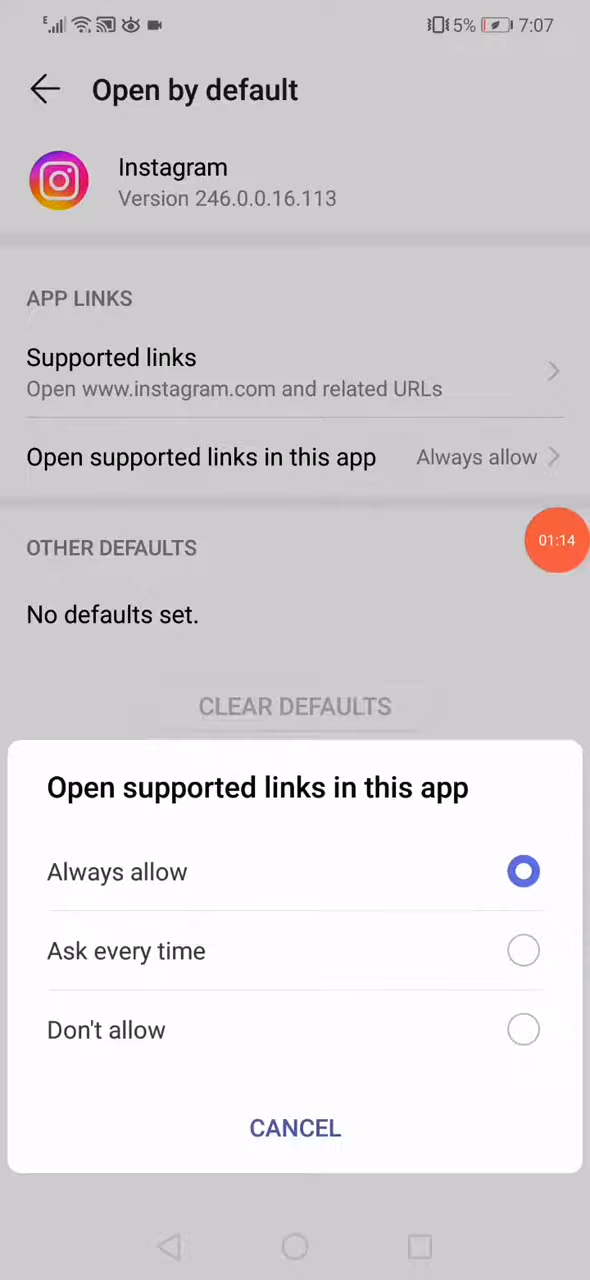 E 5% 7:07
Open by default
Instagram
Version 246.0.0.16.113
APP LINKS
Supported links
Open www.instagram.com and related URLs
Open supported links in this app Always allow
OTHER DEFAULTS
01:14
No defaults set.
CLEAR DEFAULTS
Open supported links in this app
Always allow
Ask every time
Don't allow
CANCEL